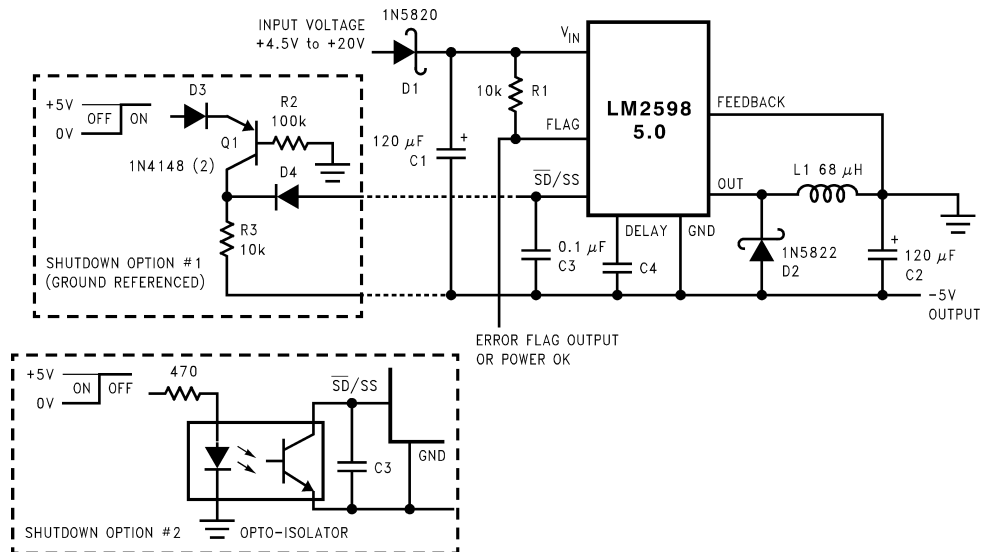 1N5820
INPUT VOLTAGE
+4.5V to +20V
D1
VIN
10k R1
FLAG
LM2598
5.0
FEEDBACK
+5V
OFF ON
0V
D3
R2
100k
Q1
1N4148 (2)
D4
120 µF
+
C1
SD/SS
OUT
L1 68 µH
R3
10k
0.1 µF
C3
DELAY
GND
C4
1N5822
D2
+
120 µF
C2
SHUTDOWN OPTION #1
(GROUND REFERENCED)
-5V
OUTPUT
ERROR FLAG OUTPUT
OR POWER OK
+5V
ON OFF
0V
470
SD/SS
GND
C3
SHUTDOWN OPTION #2
OPTO-ISOLATOR